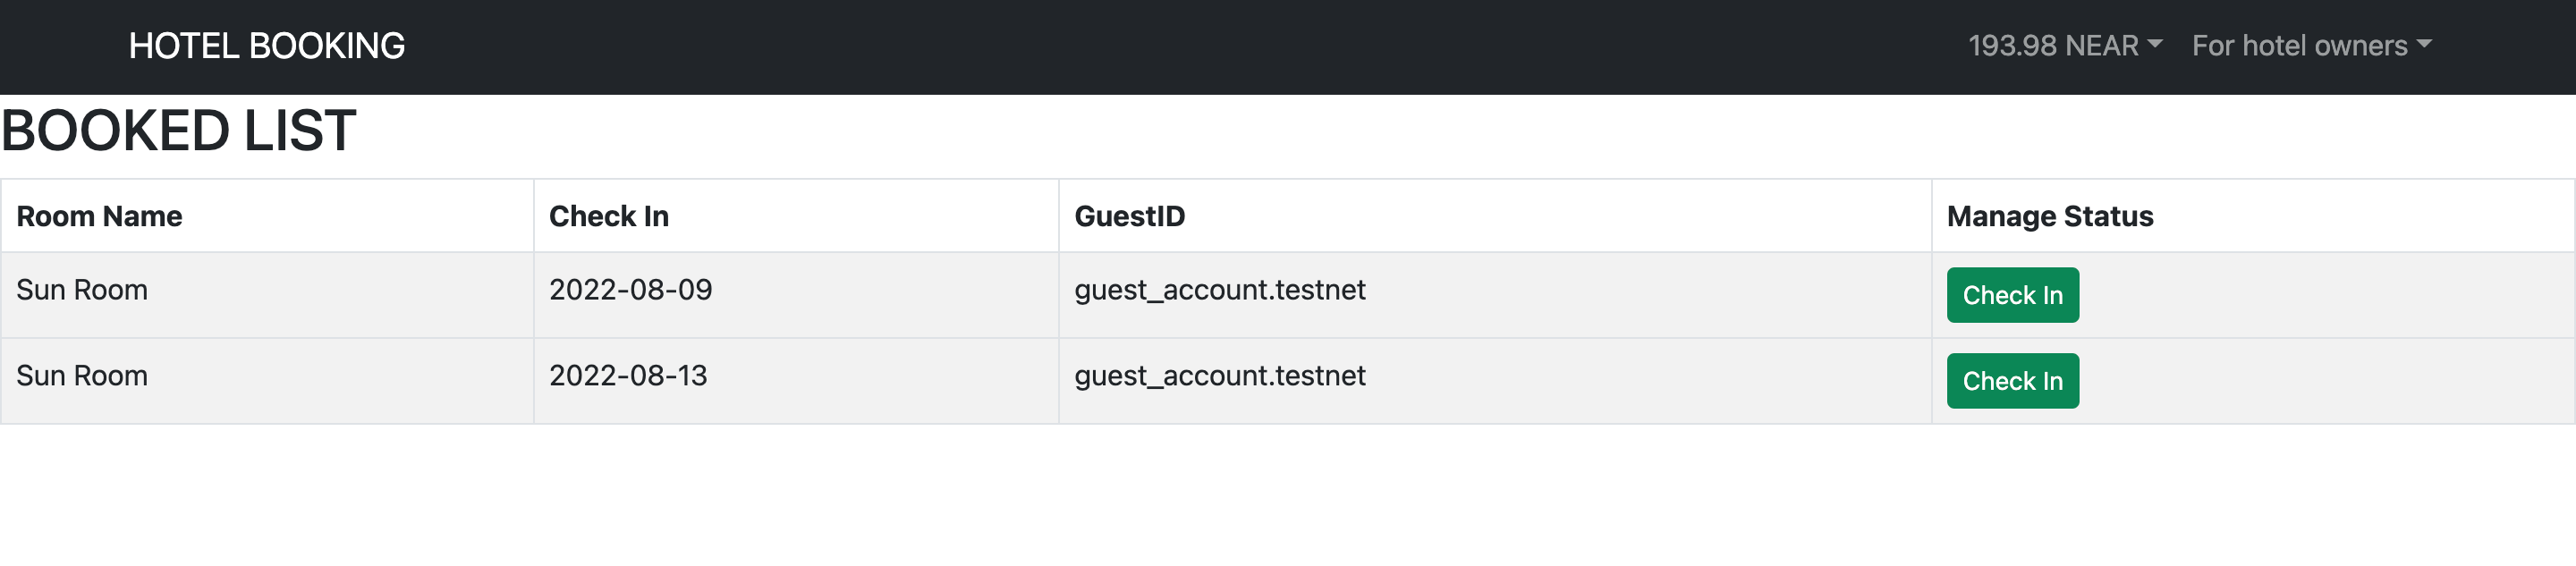 HOTEL BOOKING 193.98 NEAR For hotel owners
BOOKED LIST
Room Name Check In GuestID Manage Status
Sun Room 2022-08-09 guest_account.testnet Check In
Sun Room 2022-08-13 guest_account.testnet Check In